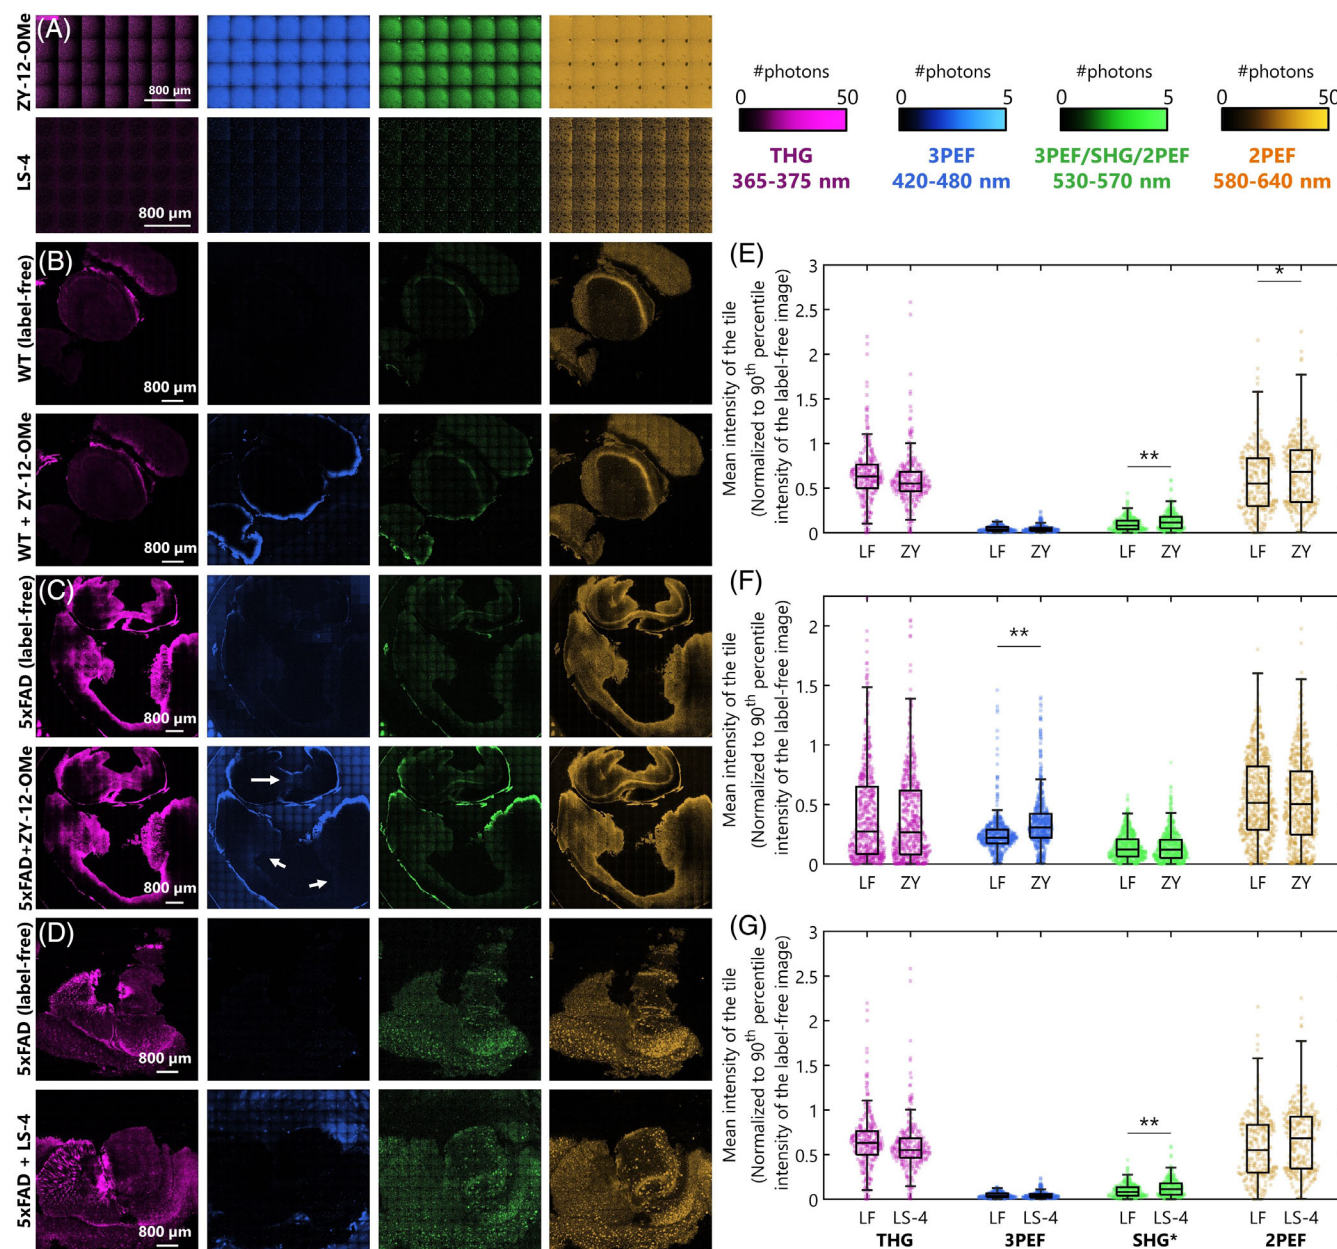 (A)
ZY-12-OMe
800 µm
LS-4
800 µm
(B)
WT (label-free)
800 µm
WT + ZY-12-OMe
800 µm
(C)
5xFAD (label-free)
800 µm
5xFAD+ZY-12-OMe
800 µm
(D)
5xFAD (label-free)
800 µm
5xFAD + LS-4
800 µm
#photons #photons #photons #photons
0 50 0 5 0 5 0 50
THG 3PEF 3PEF/SHG/2PEF 2PEF
365-375 nm 420-480 nm 530-570 nm 580-640 nm
(E)
Mean intensity of the tile
(Normalized to 90th percentile
intensity of the label-free image)
3
2.5
2
1.5
1
0.5
0
** *
LF ZY LF ZY LF ZY LF ZY
(F)
Mean intensity of the tile
(Normalized to 90th percentile
intensity of the label-free image)
2
1.5
1
0.5
0
**
LF ZY LF ZY LF ZY LF ZY
(G)
Mean intensity of the tile
(Normalized to 90th percentile
intensity of the label-free image)
3
2.5
2
1.5
1
0.5
0
**
LF LS-4 LF LS-4 LF LS-4 LF LS-4
THG 3PEF SHG* 2PEF